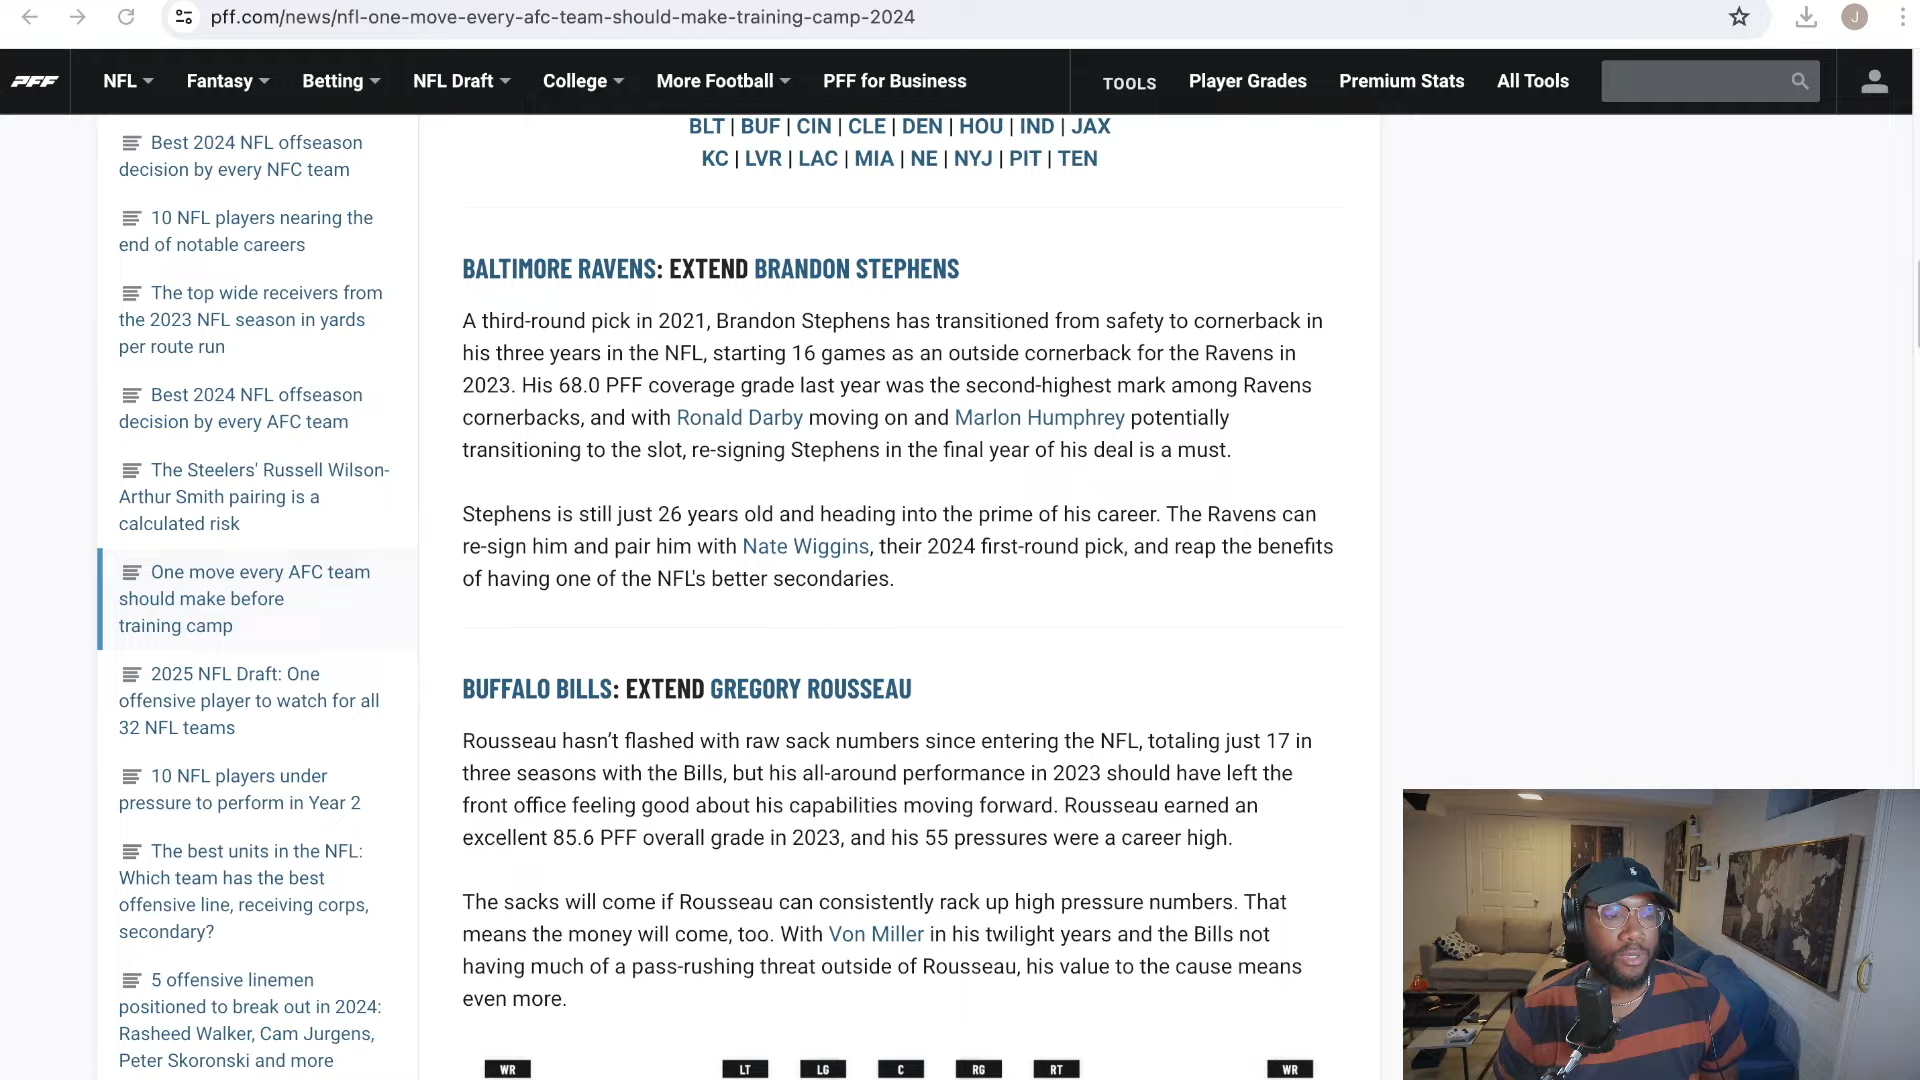 pff.com/news/nfl-one-move-every-afc-team-should-make-training-camp-2024
J
PFF NFL Fantasy Betting NFL Draft College More Football PFF for Business TOOLS Player Grades Premium Stats All Tools
Best 2024 NFL offseason
decision by every NFC team
10 NFL players nearing the
end of notable careers
The top wide receivers from
the 2023 NFL season in yards
per route run
Best 2024 NFL offseason
decision by every AFC team
The Steelers' Russell Wilson-
Arthur Smith pairing is a
calculated risk
One move every AFC team
should make before
training camp
2025 NFL Draft: One
offensive player to watch for all
32 NFL teams
10 NFL players under
pressure to perform in Year 2
The best units in the NFL:
Which team has the best
offensive line, receiving corps,
secondary?
5 offensive linemen
positioned to break out in 2024:
Rasheed Walker, Cam Jurgens,
Peter Skoronski and more
BLT | BUF | CIN | CLE | DEN | HOU | IND | JAX
KC | LVR | LAC | MIA | NE | NYJ | PIT | TEN
BALTIMORE RAVENS: EXTEND BRANDON STEPHENS
A third-round pick in 2021, Brandon Stephens has transitioned from safety to cornerback in
his three years in the NFL, starting 16 games as an outside cornerback for the Ravens in
2023. His 68.0 PFF coverage grade last year was the second-highest mark among Ravens
cornerbacks, and with Ronald Darby moving on and Marlon Humphrey potentially
transitioning to the slot, re-signing Stephens in the final year of his deal is a must.
Stephens is still just 26 years old and heading into the prime of his career. The Ravens can
re-sign him and pair him with Nate Wiggins, their 2024 first-round pick, and reap the benefits
of having one of the NFL's better secondaries.
BUFFALO BILLS: EXTEND GREGORY ROUSSEAU
Rousseau hasn’t flashed with raw sack numbers since entering the NFL, totaling just 17 in
three seasons with the Bills, but his all-around performance in 2023 should have left the
front office feeling good about his capabilities moving forward. Rousseau earned an
excellent 85.6 PFF overall grade in 2023, and his 55 pressures were a career high.
The sacks will come if Rousseau can consistently rack up high pressure numbers. That
means the money will come, too. With Von Miller in his twilight years and the Bills not
having much of a pass-rushing threat outside of Rousseau, his value to the cause means
even more.
WR LT LG C RG RT WR